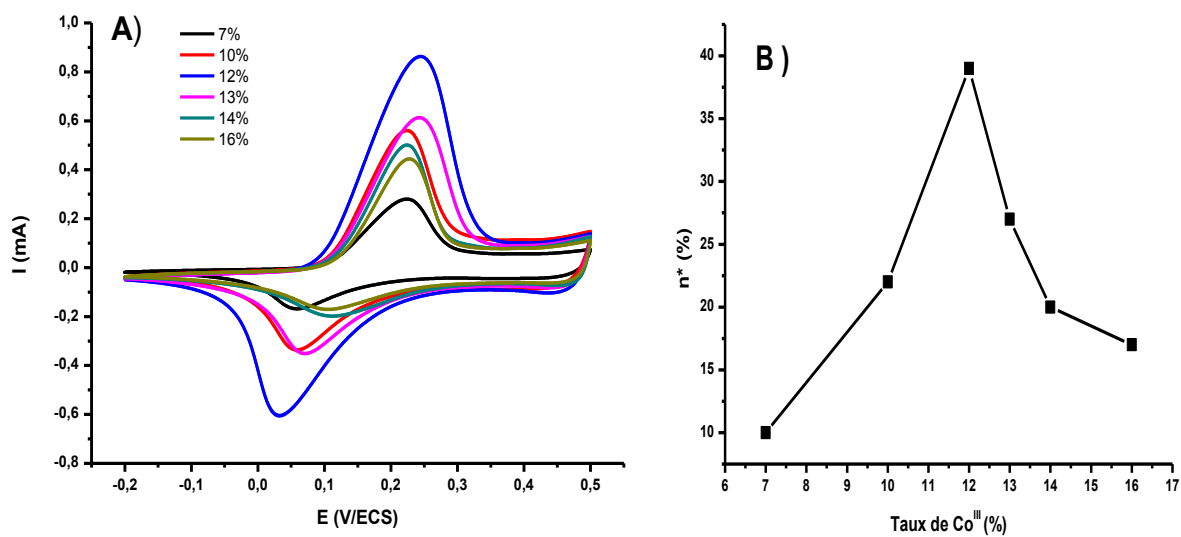 A)
7%
10%
12%
13%
14%
16%
1,0
0,8
0,6
0,4
0,2
0,0
-0,2
-0,4
-0,6
-0,8
I (mA)
-0,2 -0,1 0,0 0,1 0,2 0,3 0,4 0,5
E (V/ECS)
B )
40
35
30
25
20
15
10
n* (%)
6 7 8 9 10 11 12 13 14 15 16 17
Taux de Co^III (%)